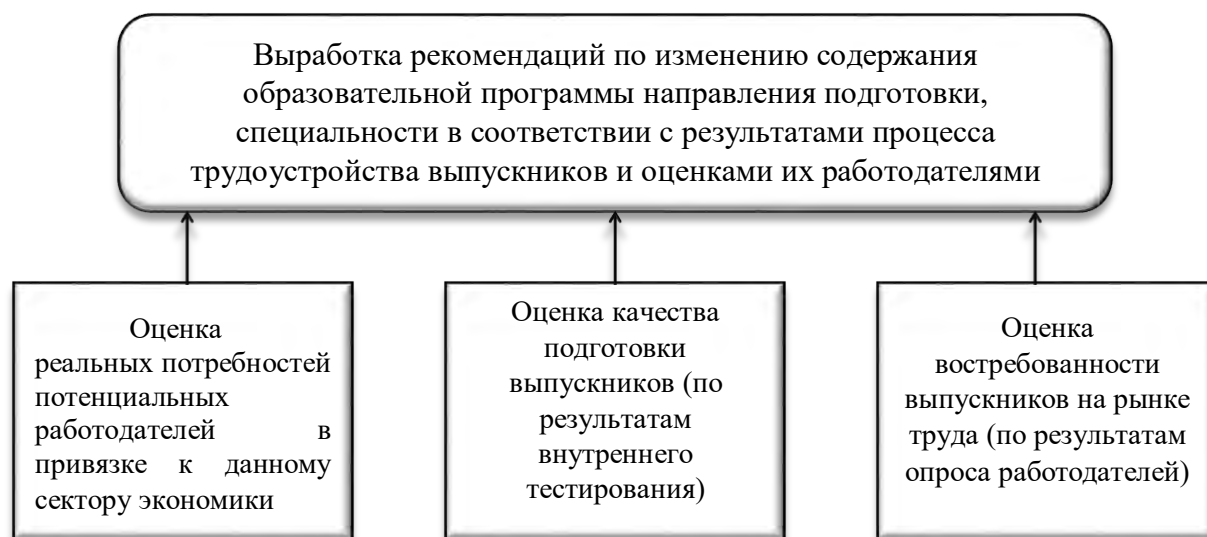 Выработка рекомендаций по изменению содержания
образовательной программы направления подготовки,
специальности в соответствии с результатами процесса
трудоустройства выпускников и оценками их работодателями
Оценка
реальных потребностей
потенциальных
работодателей в
привязке к данному
сектору экономики
Оценка качества
подготовки
выпускников (по
результатам
внутреннего
тестирования)
Оценка
востребованности
выпускников на рынке
труда (по результатам
опроса работодателей)